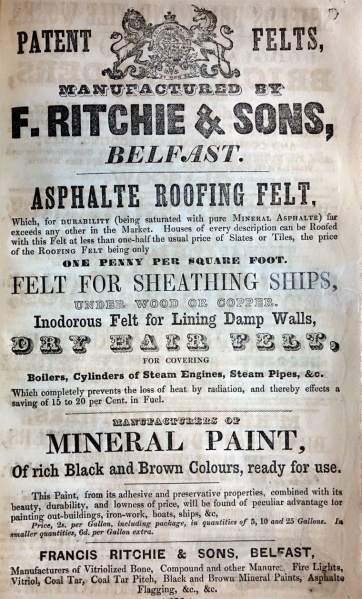 PATENT FELTS,
MANUFACTURED BY
F. RITCHIE & SONS,
BELFAST.
ASPHALTE ROOFING FELT,
Which, for DURABILITY (being saturated with pure MINERAL ASPHALTE) far
exceeds any other in the Market. Houses of every description can be Roofed
with this Felt at less than one-half the usual price of Slates or Tiles, the price
of the ROOFING FELT being only
ONE PENNY PER SQUARE FOOT.
FELT FOR SHEATHING SHIPS,
UNDER WOOD OR COPPER.
Inodorous Felt for Lining Damp Walls,
DRY HAIR FELT,
FOR COVERING
Boilers, Cylinders of Steam Engines, Steam Pipes, &c.
Which completely prevents the loss of heat by radiation, and thereby effects a
saving of 15 to 20 per Cent. in Fuel.
MANUFACTURERS OF
MINERAL PAINT,
Of rich Black and Brown Colours, ready for use.
This Paint, from its adhesive and preservative properties, combined with its
beauty, durability, and lowness of price, will be found of peculiar advantage for
painting out-buildings, iron-work, boats, ships, &c,
Price, 2s. per Gallon, including package, in quantities of 5, 10 and 25 Gallons. In
smaller quantities, 6d. per Gallon extra.
FRANCIS RITCHIE & SONS, BELFAST,
Manufacturers of Vitriolized Bone, Compound and other Manure. Fire Lights,
Vitriol, Coal Tar, Coal Tar Pitch, Black and Brown Mineral Paints, Asphalte
Flagging, &c., &c.